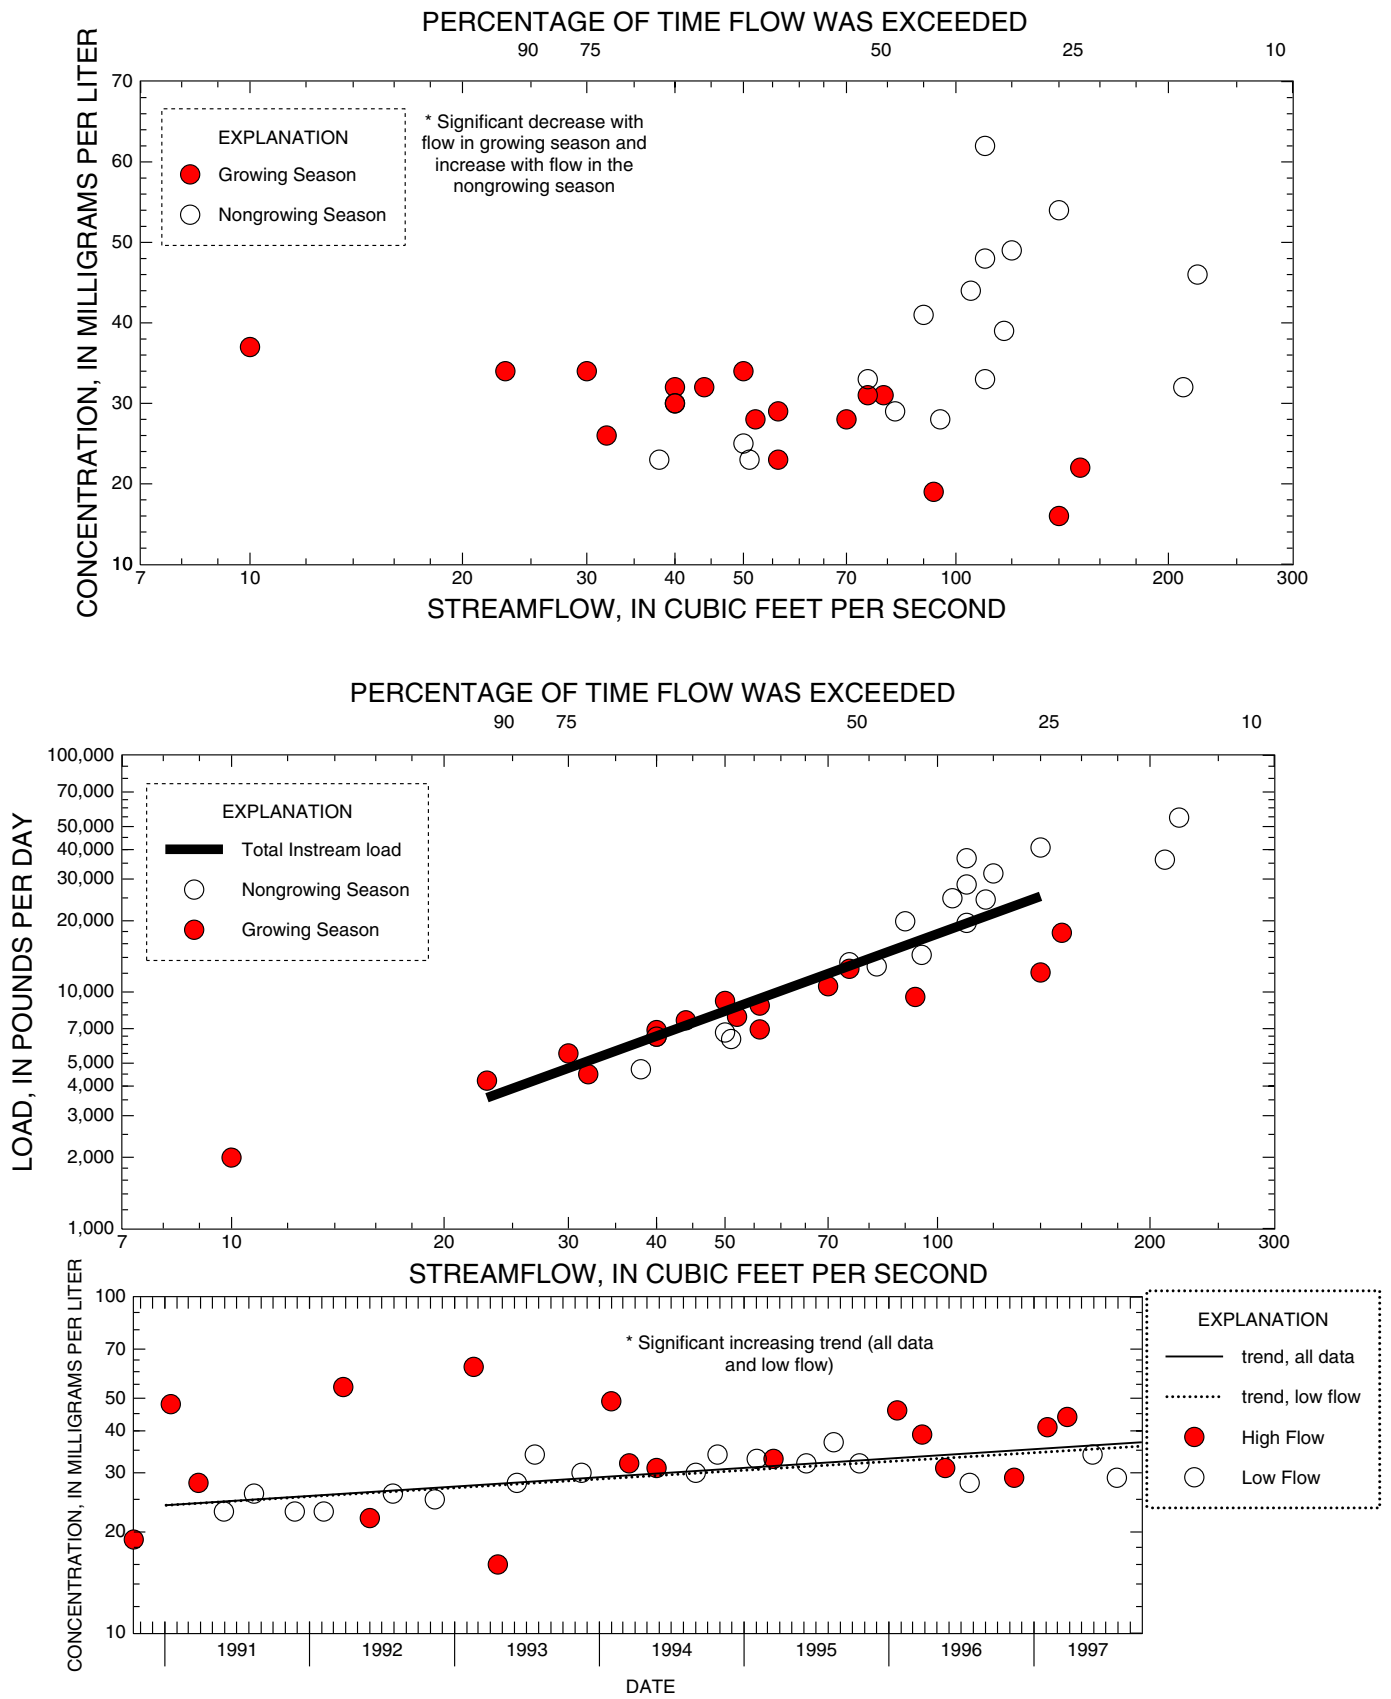 PERCENTAGE OF TIME FLOW WAS EXCEEDED
90 75 50 25 10
CONCENTRATION, IN MILLIGRAMS PER LITER
70
60
50
40
30
20
10
EXPLANATION
Growing Season
Nongrowing Season
* Significant decrease with
flow in growing season and
increase with flow in the
nongrowing season
7 10 20 30 40 50 70 100 200 300
STREAMFLOW, IN CUBIC FEET PER SECOND
PERCENTAGE OF TIME FLOW WAS EXCEEDED
90 75 50 25 10
LOAD, IN POUNDS PER DAY
100,000
70,000
50,000
40,000
30,000
20,000
10,000
7,000
5,000
4,000
3,000
2,000
1,000
EXPLANATION
Total Instream load
Nongrowing Season
Growing Season
7 10 20 30 40 50 70 100 200 300
STREAMFLOW, IN CUBIC FEET PER SECOND
CONCENTRATION, IN MILLIGRAMS PER LITER
100
70
50
40
30
20
10
* Significant increasing trend (all data
and low flow)
EXPLANATION
trend, all data
trend, low flow
High Flow
Low Flow
1991 1992 1993 1994 1995 1996 1997
DATE